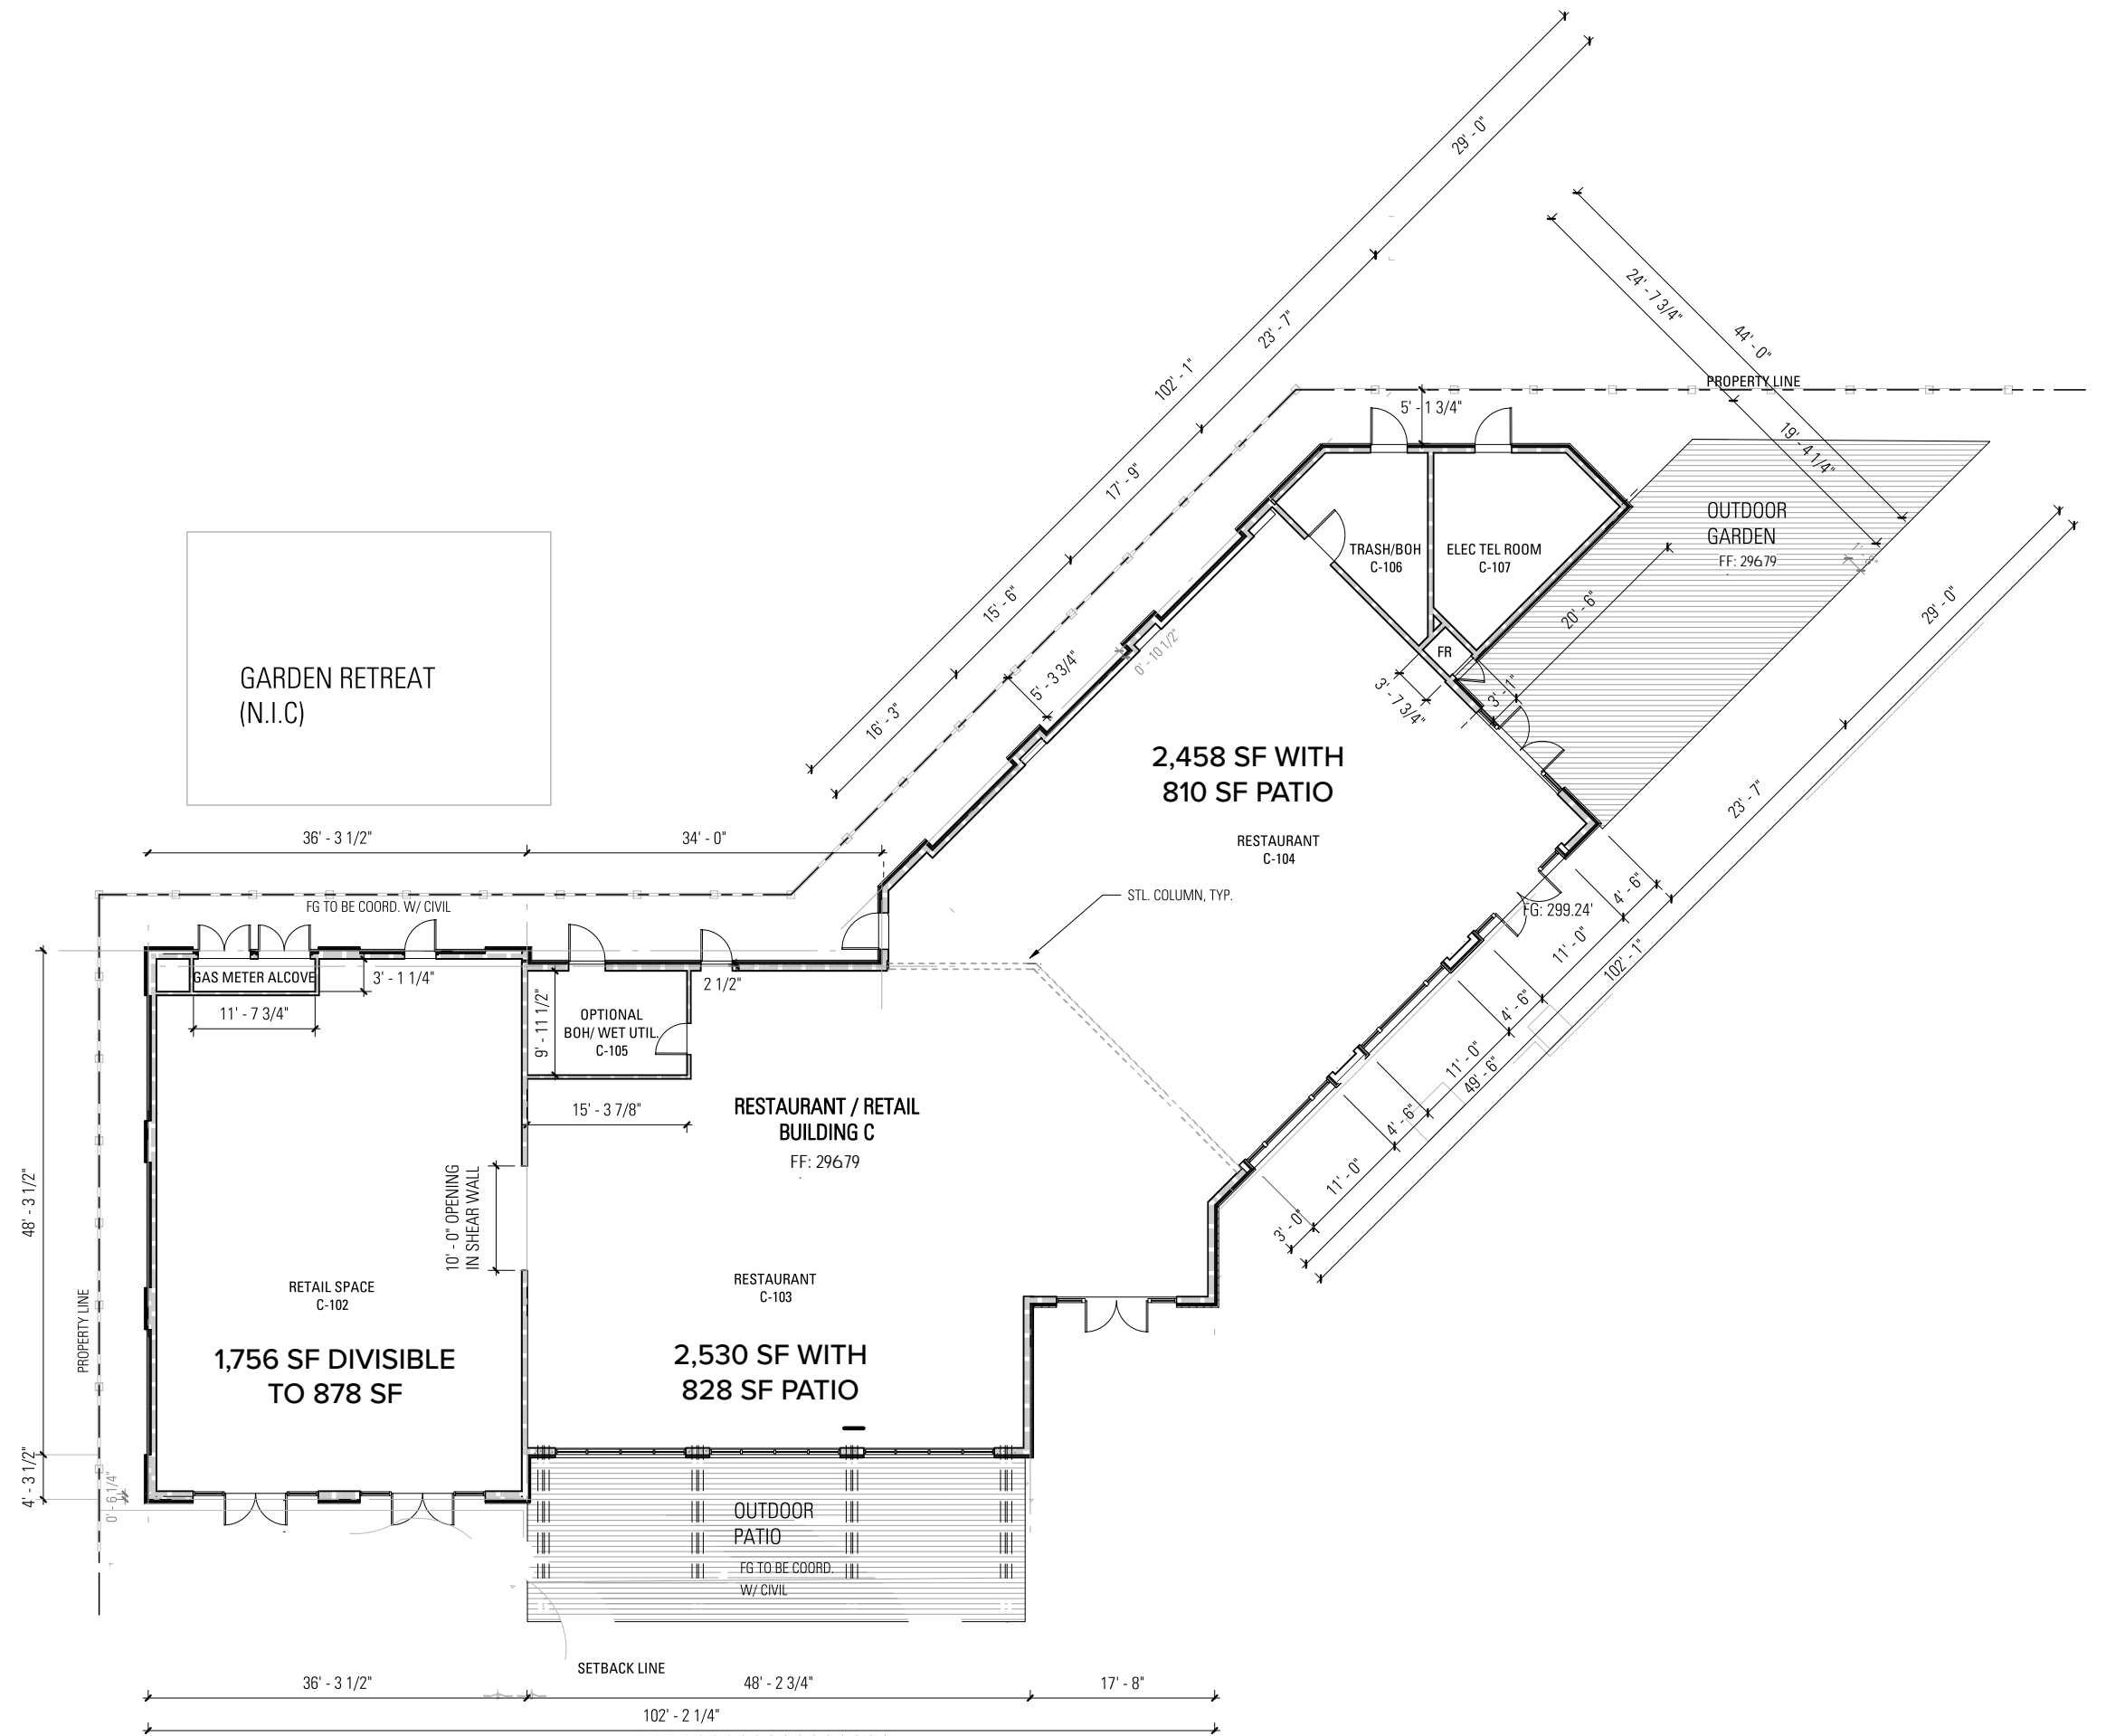 29' - 0"
24' - 7 3/4"
44' - 0"
23' - 7"
102' - 1"
PROPERTY LINE
5' - 1 3/4"
19' - 4 1/4"
17' - 9"
OUTDOOR
GARDEN
FF: 29679
TRASH/BOH
C-106
ELEC TEL ROOM
C-107
15' - 6"
20' - 6"
29' - 0"
0' - 10 1/2"
FR
5' - 3 3/4"
3' - 7 3/4"
3' - 1"
16' - 3"
GARDEN RETREAT
(N.I.C)
2,458 SF WITH
810 SF PATIO
23' - 7"
36' - 3 1/2"
34' - 0"
RESTAURANT
C-104
STL. COLUMN, TYP.
4' - 6"
FG TO BE COORD. W/ CIVIL
FG: 299.24'
11' - 0"
102' - 1"
GAS METER ALCOVE
3' - 1 1/4"
2 1/2"
11' - 7 3/4"
9' - 11 1/2"
OPTIONAL
BOH/ WET UTIL.
C-105
4' - 6"
11' - 0"
49' - 6"
15' - 3 7/8"
RESTAURANT / RETAIL
BUILDING C
FF: 29679
4' - 6"
11' - 0"
3' - 0"
48' - 3 1/2"
10' - 0" OPENING
IN SHEAR WALL
RETAIL SPACE
C-102
RESTAURANT
C-103
PROPERTY LINE
1,756 SF DIVISIBLE
TO 878 SF
2,530 SF WITH
828 SF PATIO
4' - 3 1/2"
0' - 6 1/4"
OUTDOOR
PATIO
FG TO BE COORD.
W/ CIVIL
SETBACK LINE
36' - 3 1/2"
48' - 2 3/4"
17' - 8"
102' - 2 1/4"